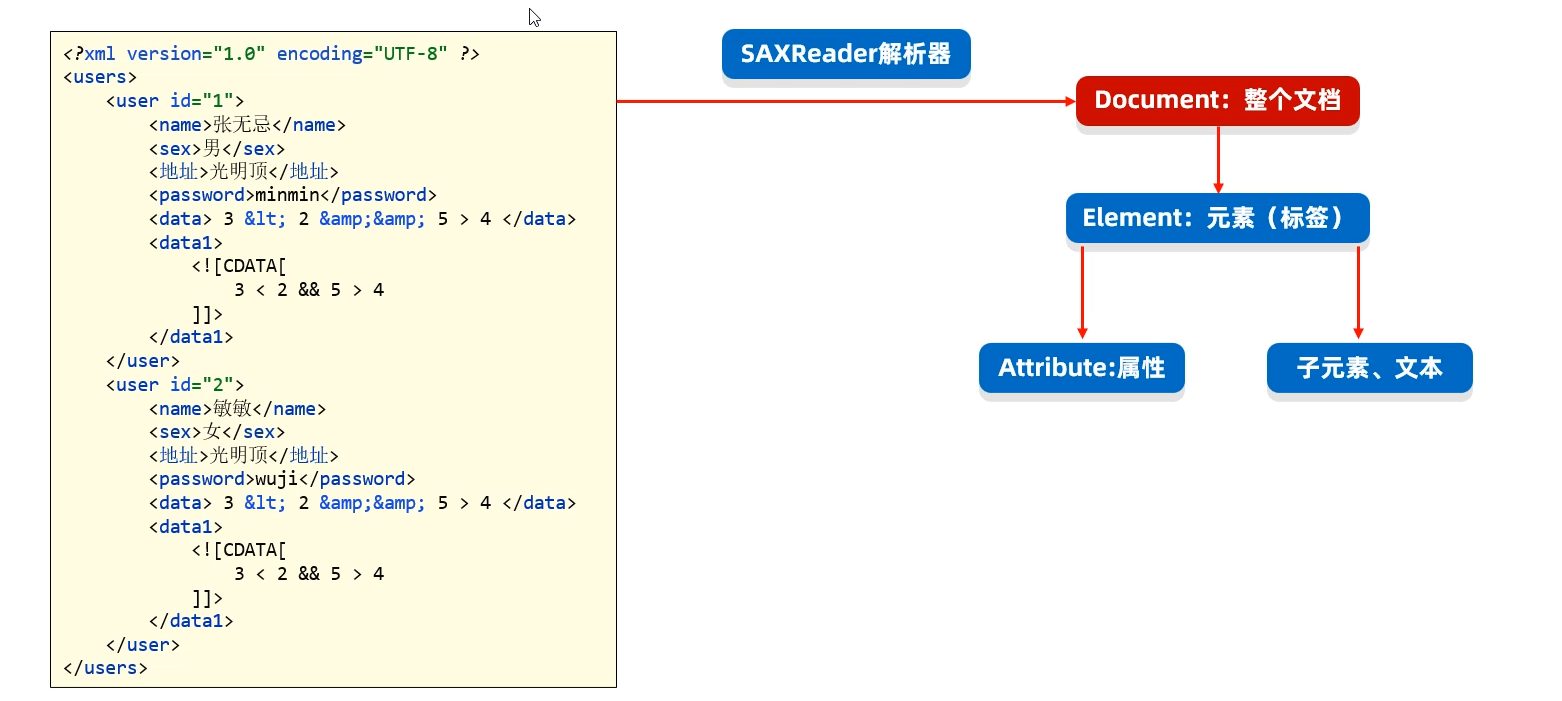 <?xml version="1.0" encoding="UTF-8" ?>
<users>
    <user id="1">
        <name>张无忌</name>
        <sex>男</sex>
        <地址>光明顶</地址>
        <password>minmin</password>
        <data> 3 &lt; 2 &amp;&amp; 5 > 4 </data>
        <data1>
            <![CDATA[
                3 < 2 && 5 > 4
            ]]>
        </data1>
    </user>
    <user id="2">
        <name>敏敏</name>
        <sex>女</sex>
        <地址>光明顶</地址>
        <password>wuji</password>
        <data> 3 &lt; 2 &amp;&amp; 5 > 4 </data>
        <data1>
            <![CDATA[
                3 < 2 && 5 > 4
            ]]>
        </data1>
    </user>
</users>
SAXReader解析器
Document：整个文档
Element：元素（标签）
Attribute:属性
子元素、文本